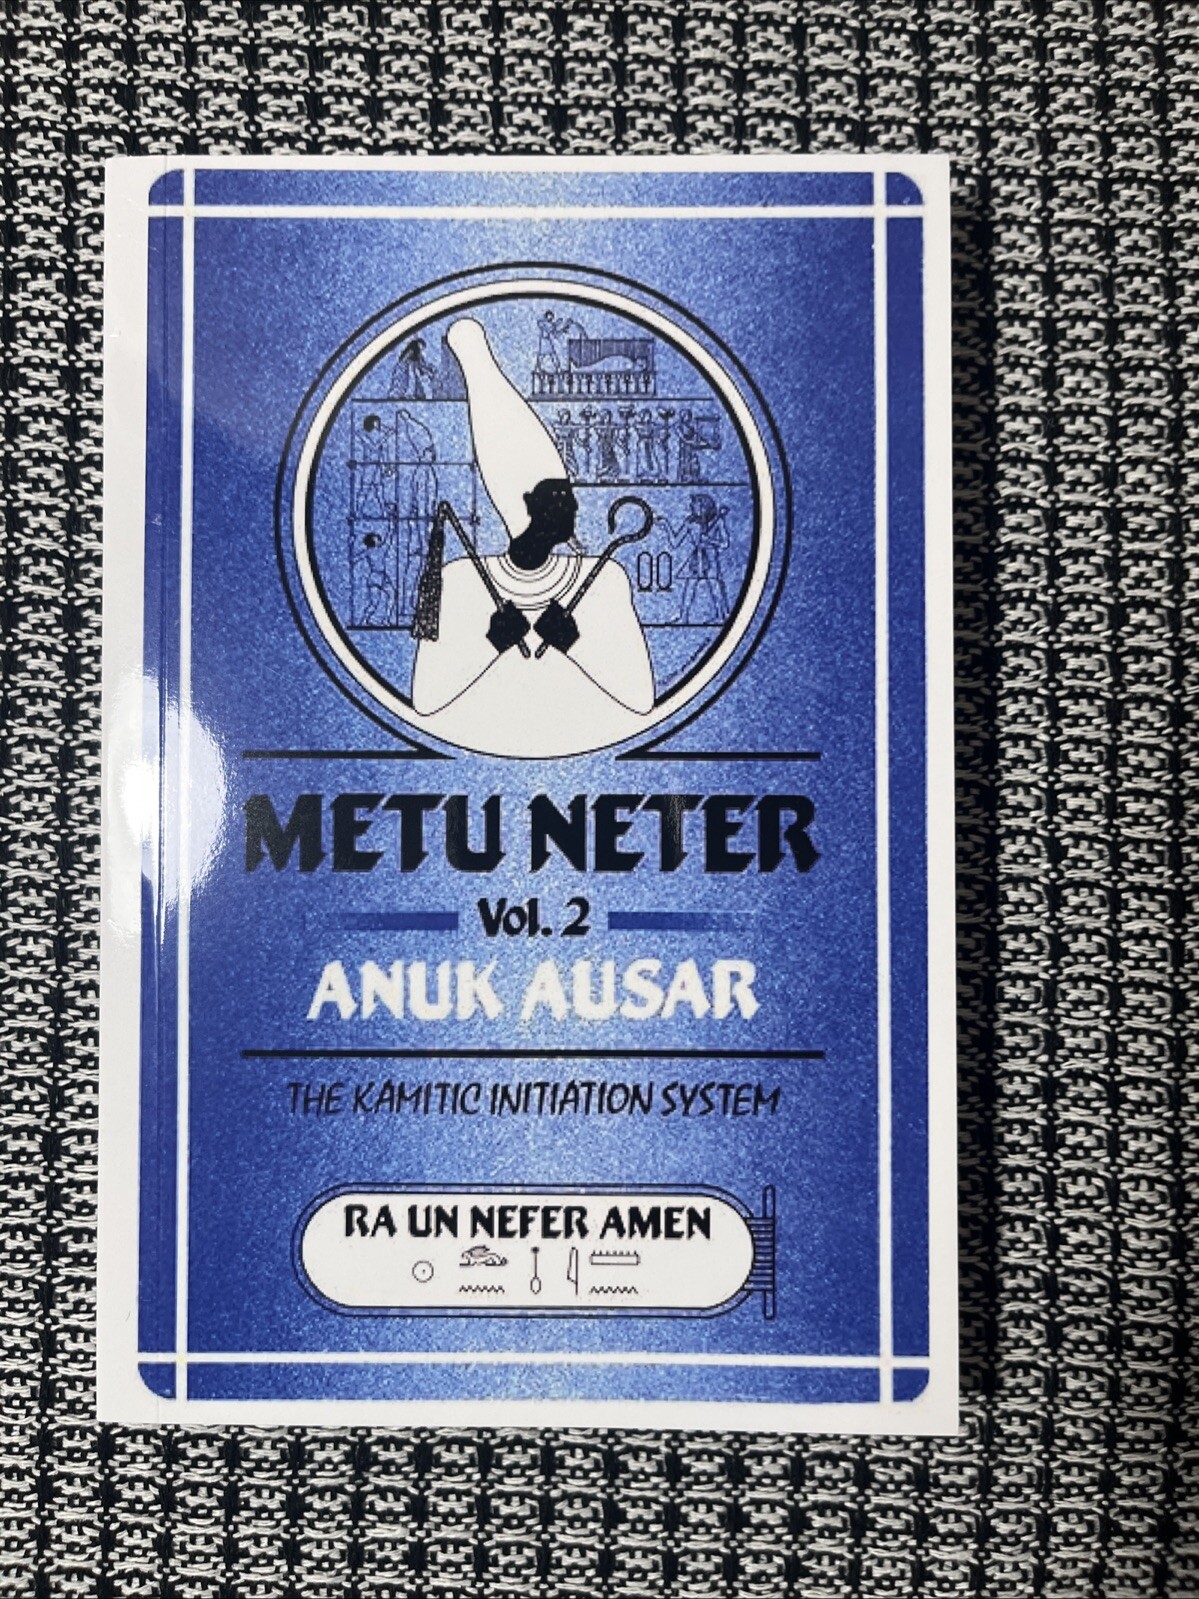 METU NETER
Vol. 2
ANUK AUSAR
THE KAMITIC INITIATION SYSTEM
RA UN NEFER AMEN